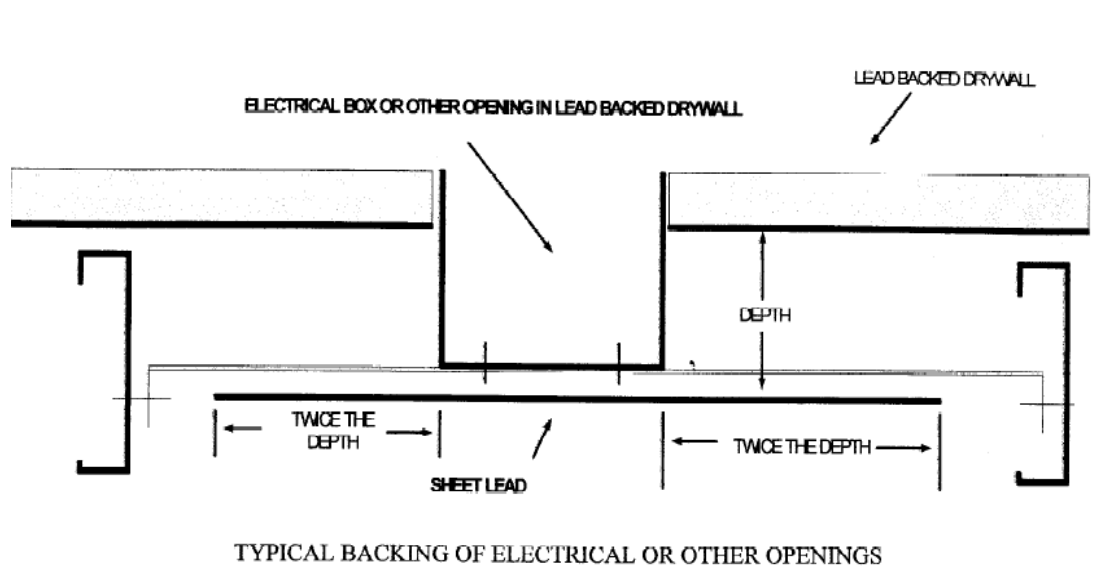 LEAD BACKED DRYWALL
ELECTRICAL BOX OR OTHER OPENING IN LEAD BACKED DRYWALL
DEPTH
TWICE THE
DEPTH
TWICE THE DEPTH
SHEET LEAD
TYPICAL BACKING OF ELECTRICAL OR OTHER OPENINGS